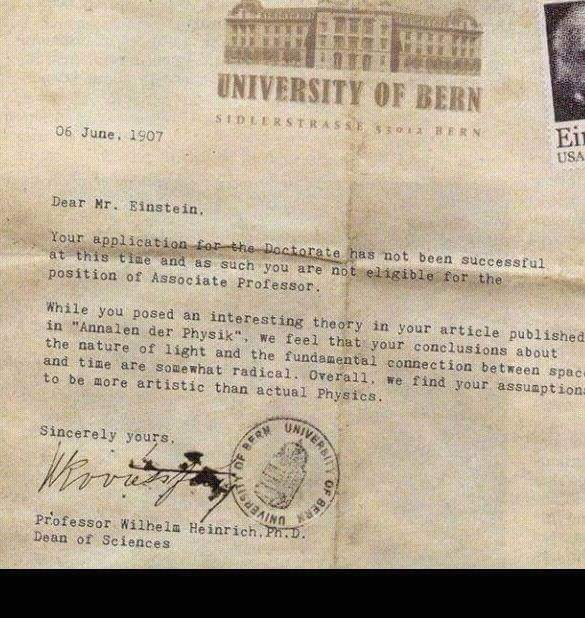 UNIVERSITY OF BERN
SIDLERSTRASSE, 53012 BERN
Ei
USA
06 June, 1907
Dear Mr. Einstein,
Your application for the Doctorate has not been successful
at this time and as such you are not eligible for the
position of Associate Professor.
While you posed an interesting theory in your article published
in "Annalen der Physik", we feel that your conclusions about
the nature of light and the fundamental connection between space
and time are somewhat radical. Overall, we find your assumption
to be more artistic than actual Physics.
Sincerely yours,
UNIVERSITY OF BERN UNIVERSITY OF BERN
Professor Wilhelm Heinrich, Ph.D.
Dean of Sciences